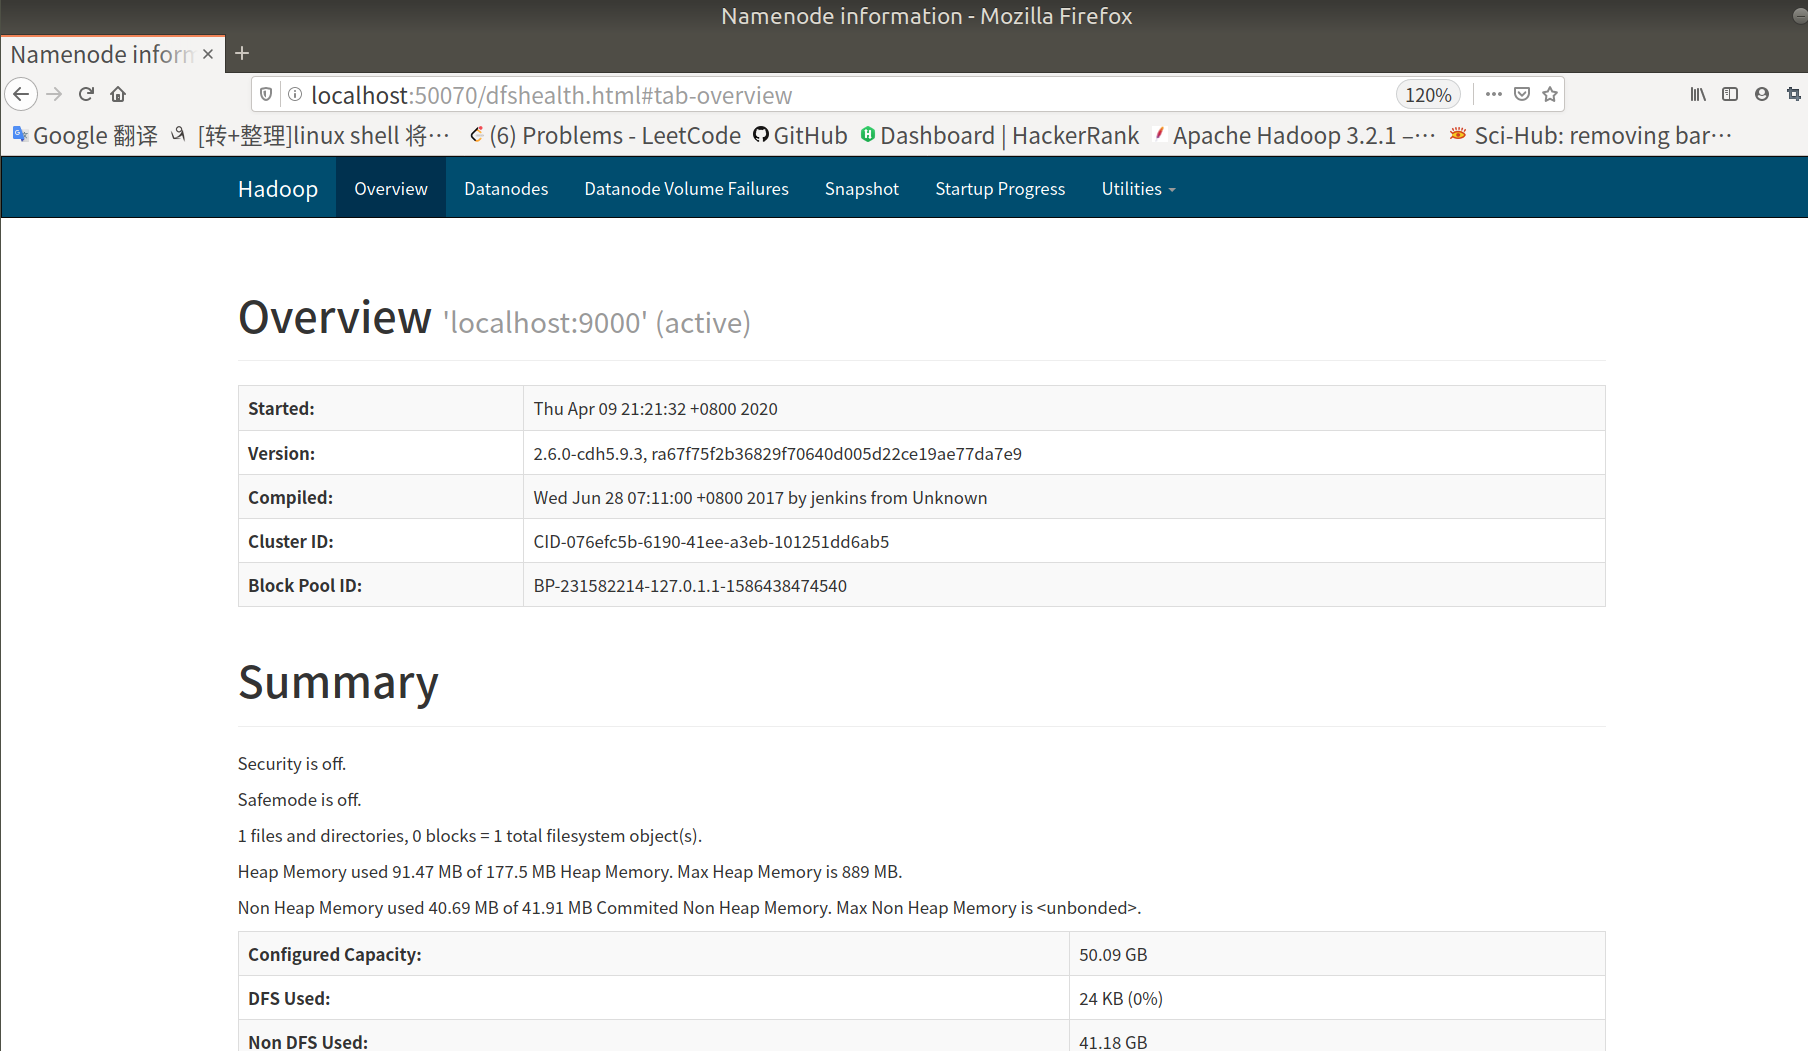 Namenode information - Mozilla Firefox
Namenode inform
localhost:50070/dfshealth.html#tab-overview 120%
Google 翻译 [转+整理]linux shell 将··· (6) Problems - LeetCode GitHub Dashboard | HackerRank Apache Hadoop 3.2.1 –··· Sci-Hub: removing bar···
Hadoop Overview Datanodes Datanode Volume Failures Snapshot Startup Progress Utilities
Overview 'localhost:9000' (active)
Started: Thu Apr 09 21:21:32 +0800 2020
Version: 2.6.0-cdh5.9.3, ra67f75f2b36829f70640d005d22ce19ae77da7e9
Compiled: Wed Jun 28 07:11:00 +0800 2017 by jenkins from Unknown
Cluster ID: CID-076efc5b-6190-41ee-a3eb-101251dd6ab5
Block Pool ID: BP-231582214-127.0.1.1-1586438474540
Summary
Security is off.
Safemode is off.
1 files and directories, 0 blocks = 1 total filesystem object(s).
Heap Memory used 91.47 MB of 177.5 MB Heap Memory. Max Heap Memory is 889 MB.
Non Heap Memory used 40.69 MB of 41.91 MB Commited Non Heap Memory. Max Non Heap Memory is <unbonded>.
Configured Capacity: 50.09 GB
DFS Used: 24 KB (0%)
Non DFS Used: 41.18 GB